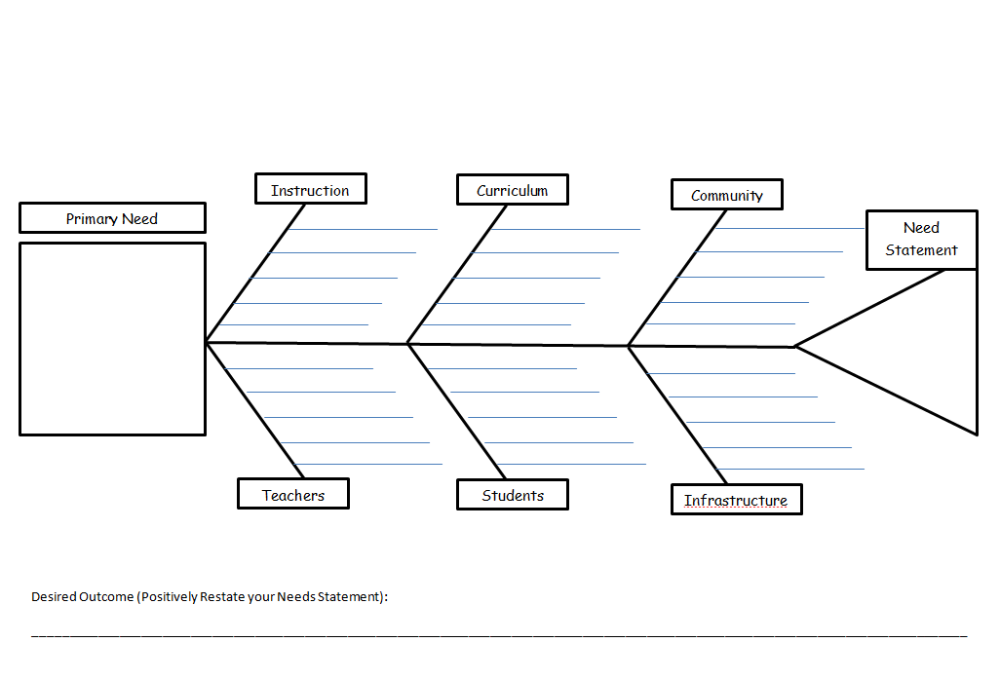 Instruction
Curriculum
Community
Primary Need
Need
Statement
Teachers
Students
Infrastructure
Desired Outcome (Positively Restate your Needs Statement):